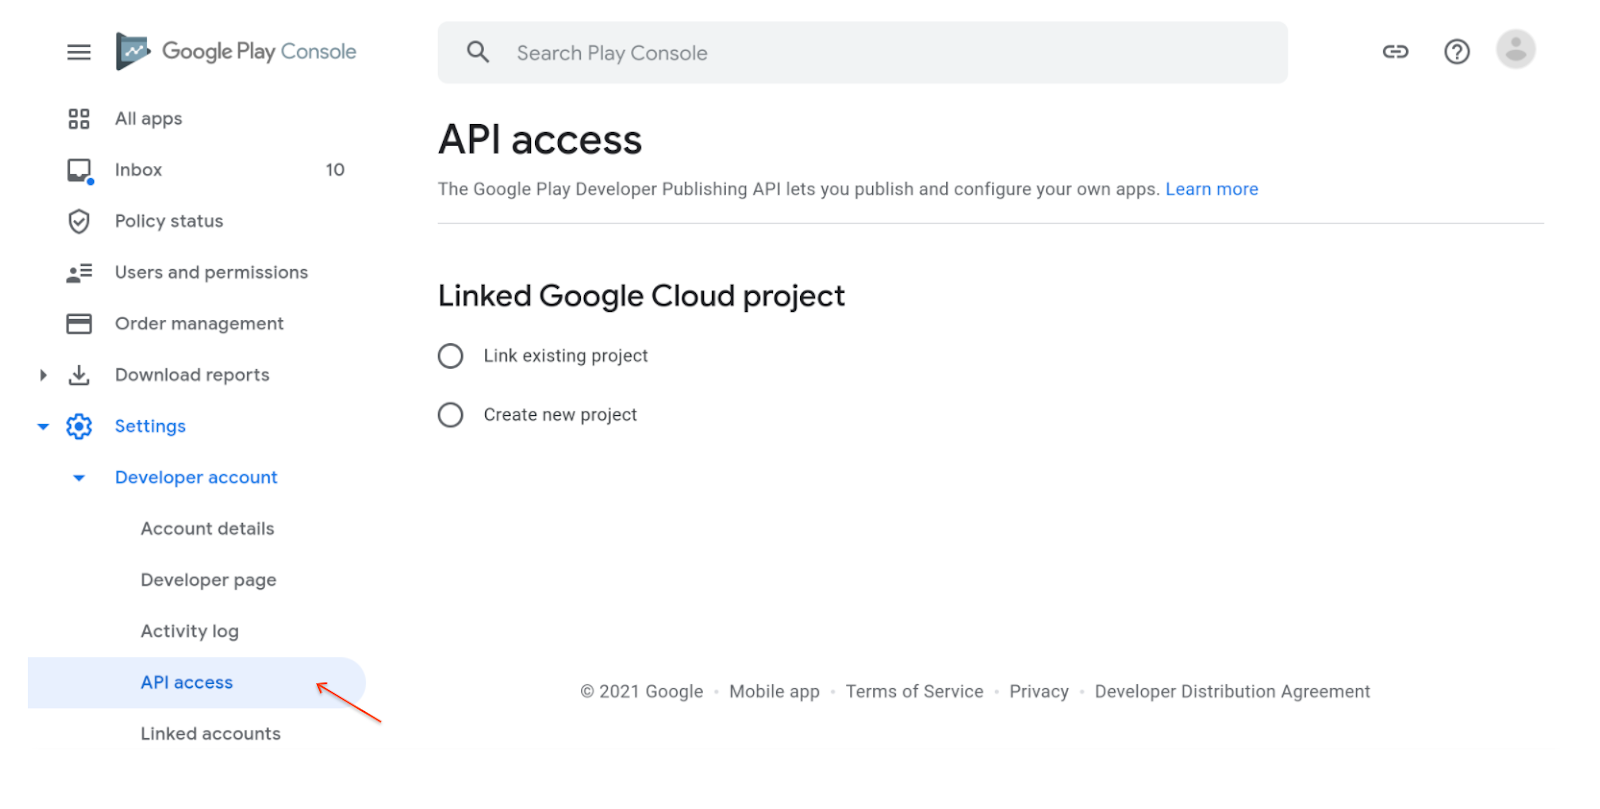 Google Play Console
Search Play Console
All apps
Inbox 10
Policy status
Users and permissions
Order management
Download reports
Settings
Developer account
Account details
Developer page
Activity log
API access
Linked accounts
API access
The Google Play Developer Publishing API lets you publish and configure your own apps. Learn more
Linked Google Cloud project
Link existing project
Create new project
© 2021 Google • Mobile app • Terms of Service • Privacy • Developer Distribution Agreement